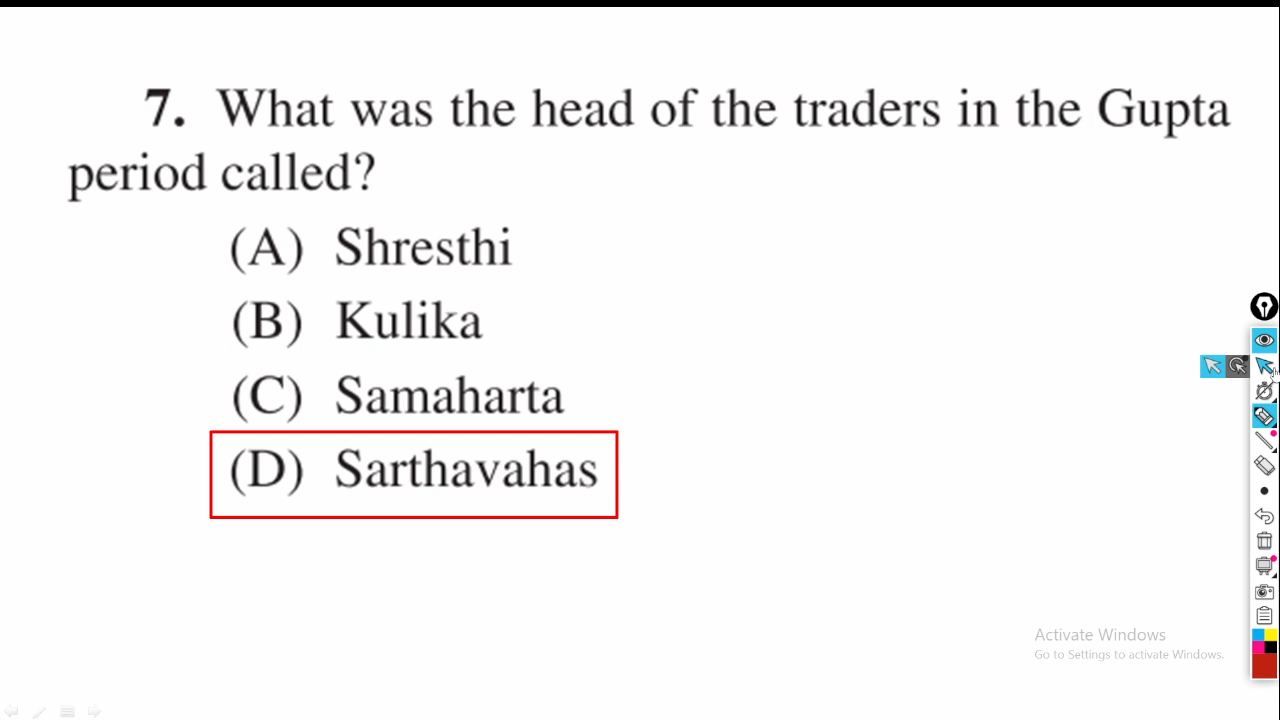 7. What was the head of the traders in the Gupta
period called?
(A) Shresthi
(B) Kulika
(C) Samaharta
(D) Sarthavahas
Activate Windows
Go to Settings to activate Windows.